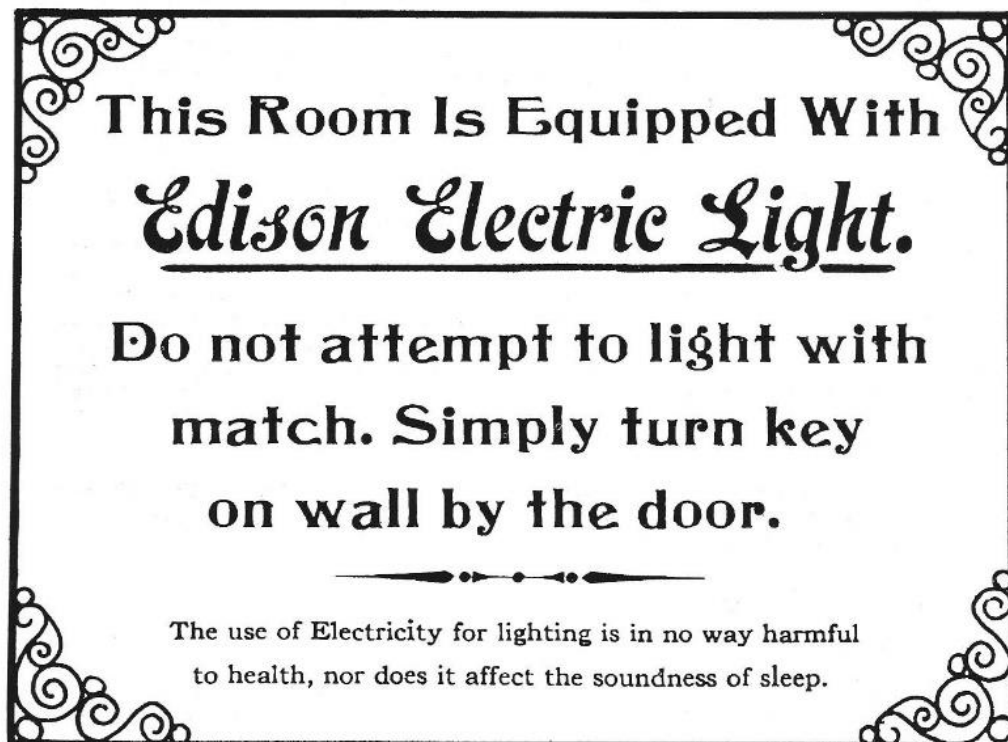 This Room Is Equipped With
Edison Electric Light.
Do not attempt to light with
match. Simply turn key
on wall by the door.
The use of Electricity for lighting is in no way harmful
to health, nor does it affect the soundness of sleep.